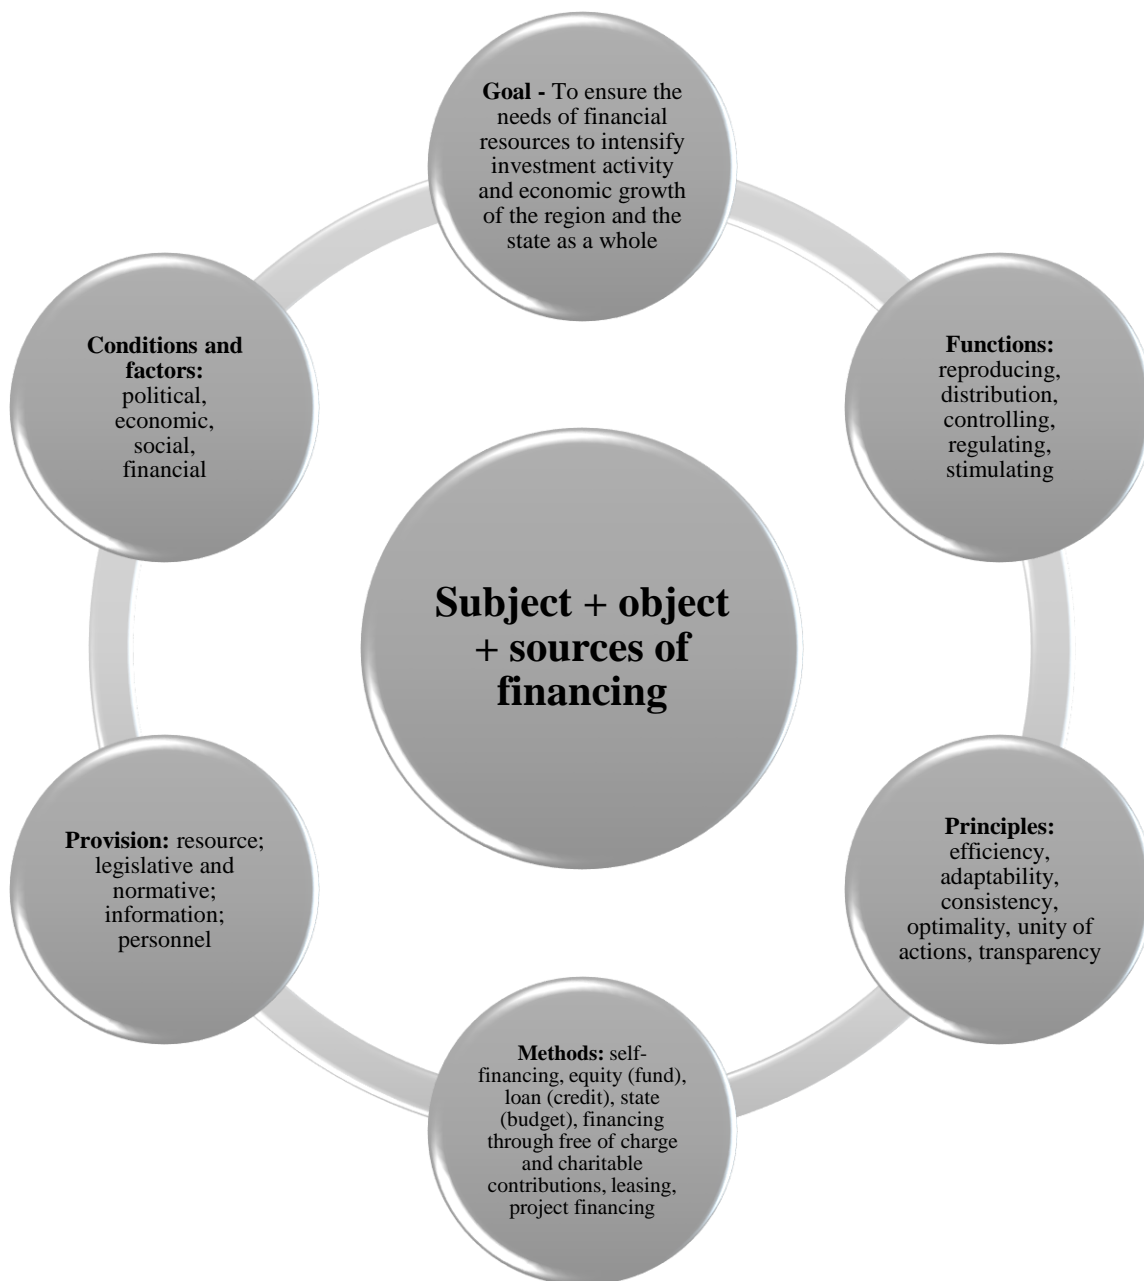 Goal - To ensure the
needs of financial
resources to intensify
investment activity
and economic growth
of the region and the
state as a whole
Conditions and
factors:
political,
economic,
social,
financial
Functions:
reproducing,
distribution,
controlling,
regulating,
stimulating
Subject + object
+ sources of
financing
Provision: resource;
legislative and
normative;
information;
personnel
Principles:
efficiency,
adaptability,
consistency,
optimality, unity of
actions, transparency
Methods: self-
financing, equity (fund),
loan (credit), state
(budget), financing
through free of charge
and charitable
contributions, leasing,
project financing